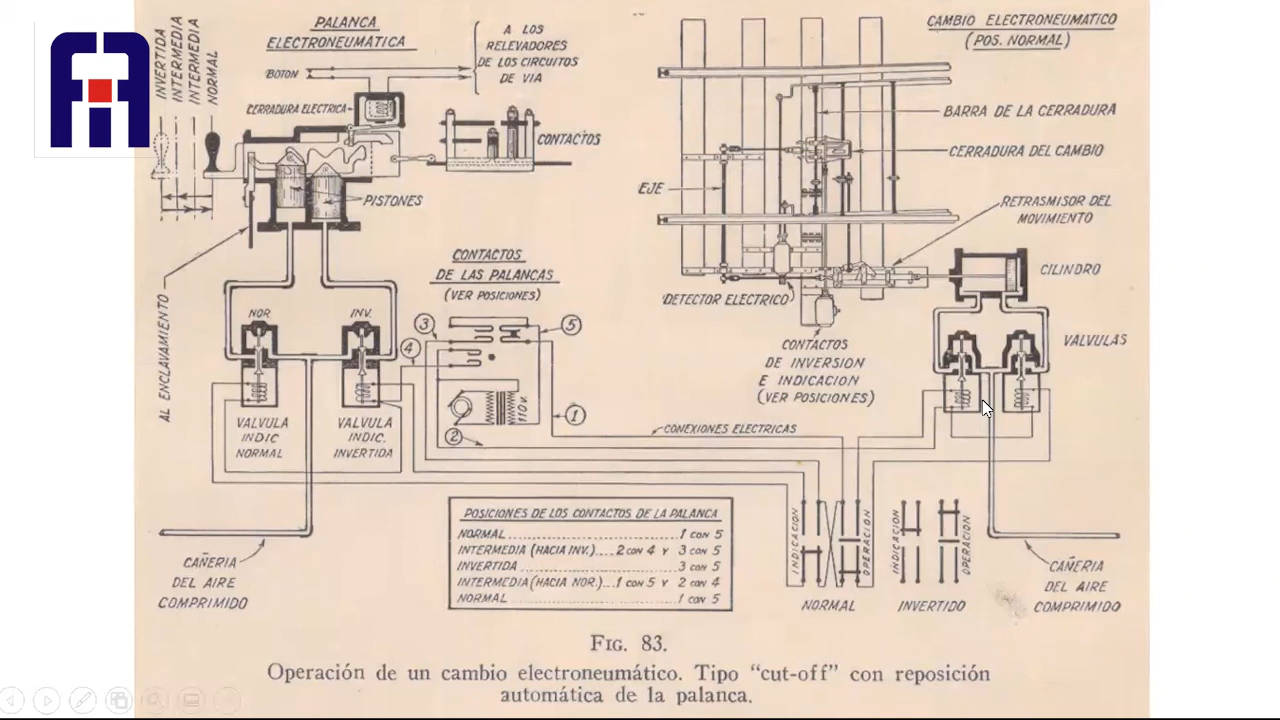 INVERTIDA
INTERMEDIA
INTERMEDIA
NORMAL
PALANCA
ELECTRONEUMÁTICA
BOTON
CERRADURA ELECTRICA
A LOS
RELEVADORES
DE LOS CIRCUITOS
DE VIA
CONTACTOS
PISTONES
AL ENCLAVAMIENTO
NOR.
INV.
VALVULA
INDIC
NORMAL
VALVULA
INDIC.
INVERTIDA
CONTACTOS
DE LAS PALANCAS
(VER POSICIONES)
3
5
4
110 V.
1
2
CONEXIONES ELECTRICAS
CAMBIO ELECTRONEUMATICO
(POS. NORMAL)
BARRA DE LA CERRADURA
CERRADURA DEL CAMBIO
EJE
RETRASMISOR DEL
MOVIMIENTO
DETECTOR ELECTRICO
CILINDRO
VALVULAS
CONTACTOS
DE INVERSION
E INDICACION
(VER POSICIONES)
POSICIONES DE LOS CONTACTOS DE LA PALANCA
NORMAL......................1 CON 5
INTERMEDIA (HACIA INV.)....2 CON 4 Y 3 CON 5
INVERTIDA ......................3 CON 5
INTERMEDIA (HACIA NOR.)...1 CON 5 Y 2 CON 4
NORMAL......................1 CON 5
INDICACION
OPERACIÓN
INDICACION
OPERACIÓN
NORMAL
INVERTIDO
CAÑERIA
DEL AIRE
COMPRIMIDO
CAÑERIA
DEL AIRE
COMPRIMIDO
FIG. 83.
Operación de un cambio electroneumático. Tipo “cut-off” con reposición
automática de la palanca.